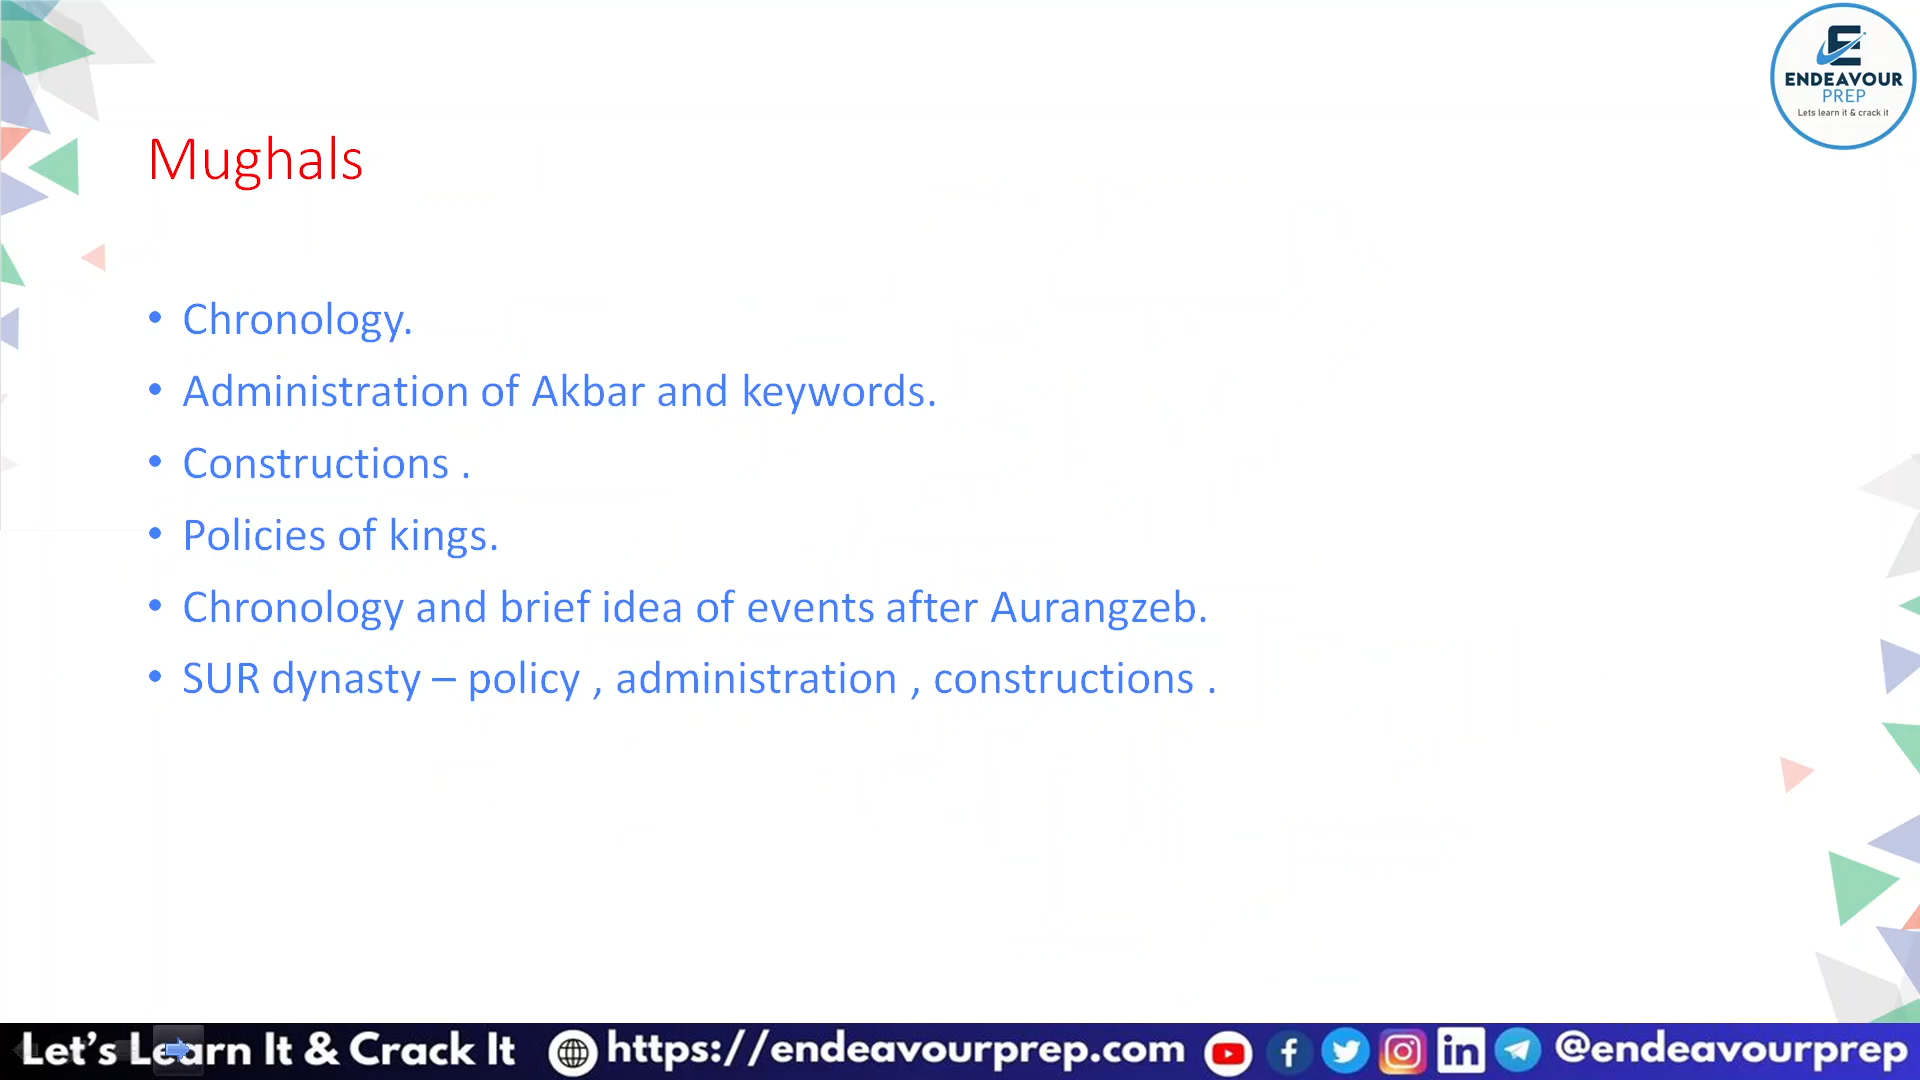 ENDEAVOUR
PREP
Lets learn it & crack it
Mughals
• Chronology.
• Administration of Akbar and keywords.
• Constructions .
• Policies of kings.
• Chronology and brief idea of events after Aurangzeb.
• SUR dynasty – policy , administration , constructions .
Let's Learn It & Crack It https://endeavourprep.com @endeavourprep